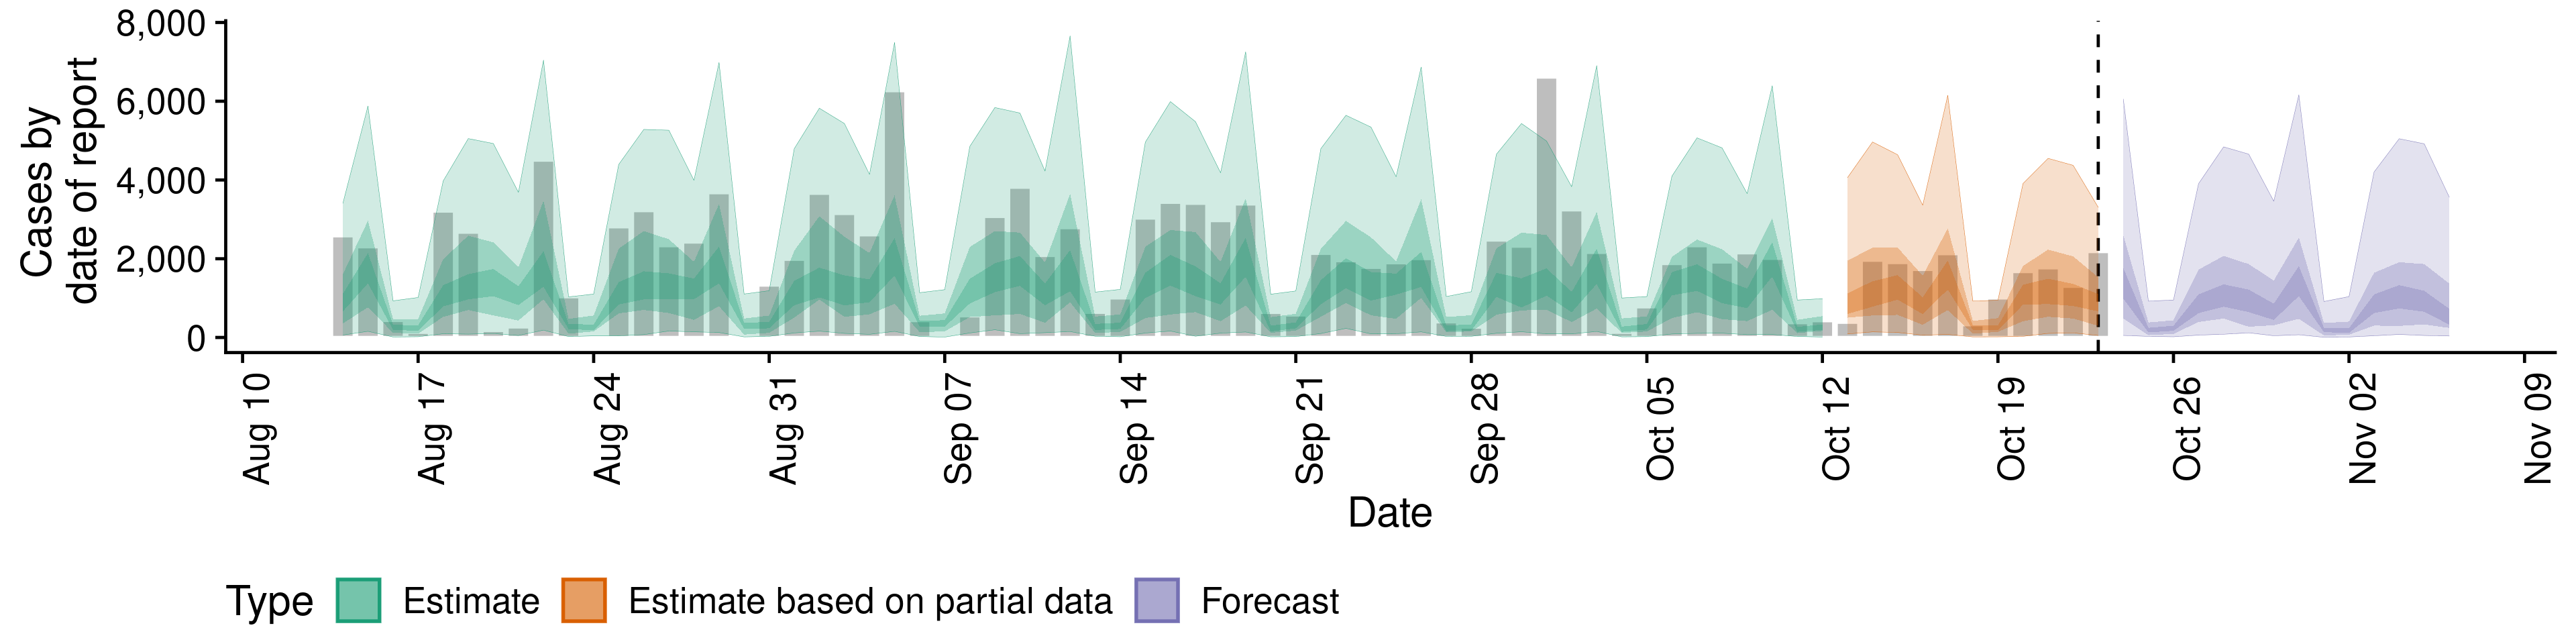 Cases by
date of report
8,000
6,000
4,000
2,000
0
Aug 10
Aug 17
Aug 24
Aug 31
Sep 07
Sep 14
Sep 21
Sep 28
Oct 05
Oct 12
Oct 19
Oct 26
Nov 02
Nov 09
Date
Type Estimate Estimate based on partial data Forecast